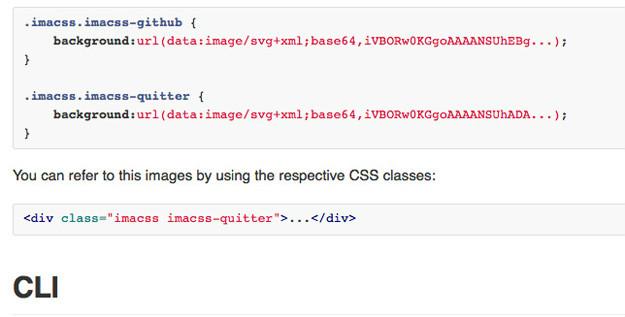 .imacss.imacss-github {
background:url(data:image/svg+xml;base64,iVBORw0KGgoAAAANSUhEBg...);
}
.imacss.imacss-quitter {
background:url(data:image/svg+xml;base64,iVBORw0KGgoAAAANSUhADA...);
}
You can refer to this images by using the respective CSS classes:
<div class="imacss imacss-quitter">...</div>
CLI